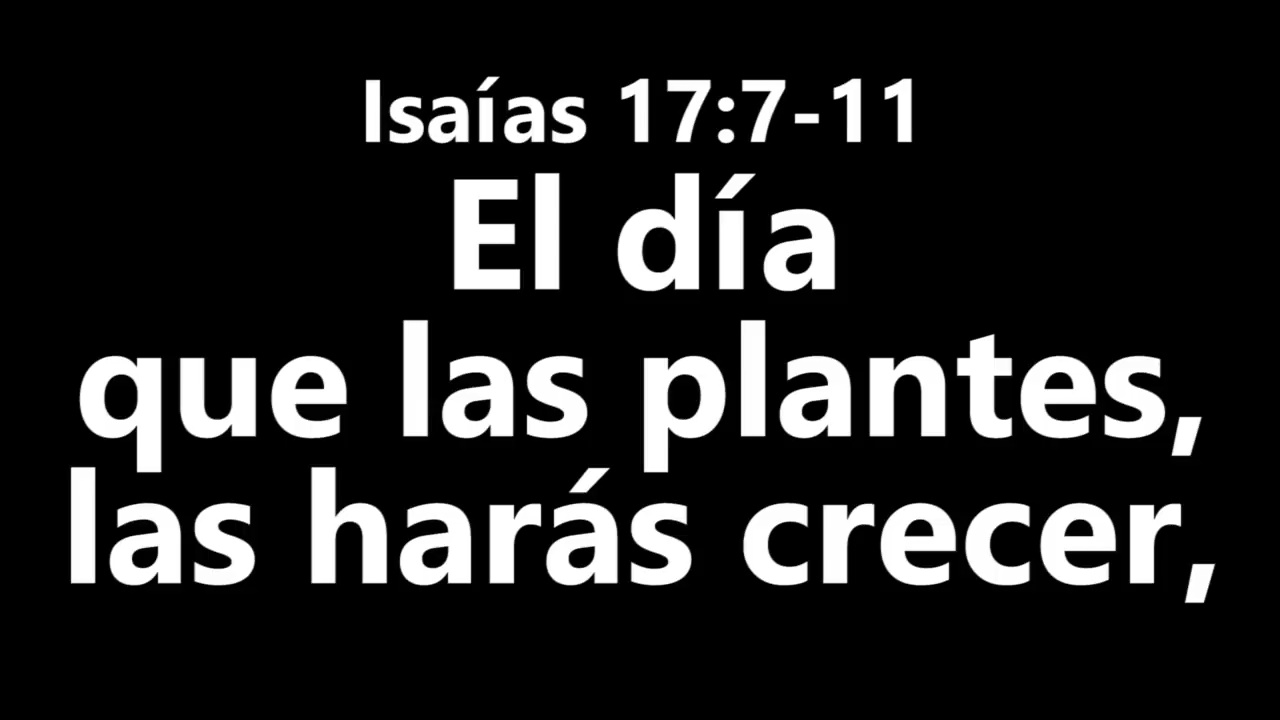 Isaías 17:7-11
El día
que las plantes,
las harás crecer,